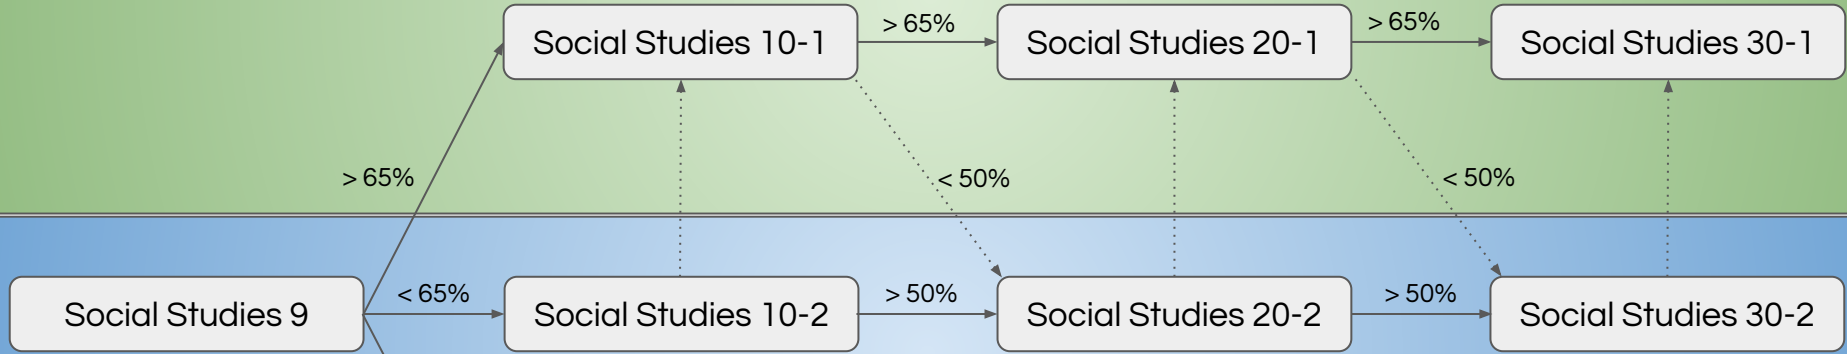 Social Studies 10-1
> 65%
Social Studies 20-1
> 65%
Social Studies 30-1
> 65%
< 50%
< 50%
Social Studies 9
< 65%
Social Studies 10-2
> 50%
Social Studies 20-2
> 50%
Social Studies 30-2